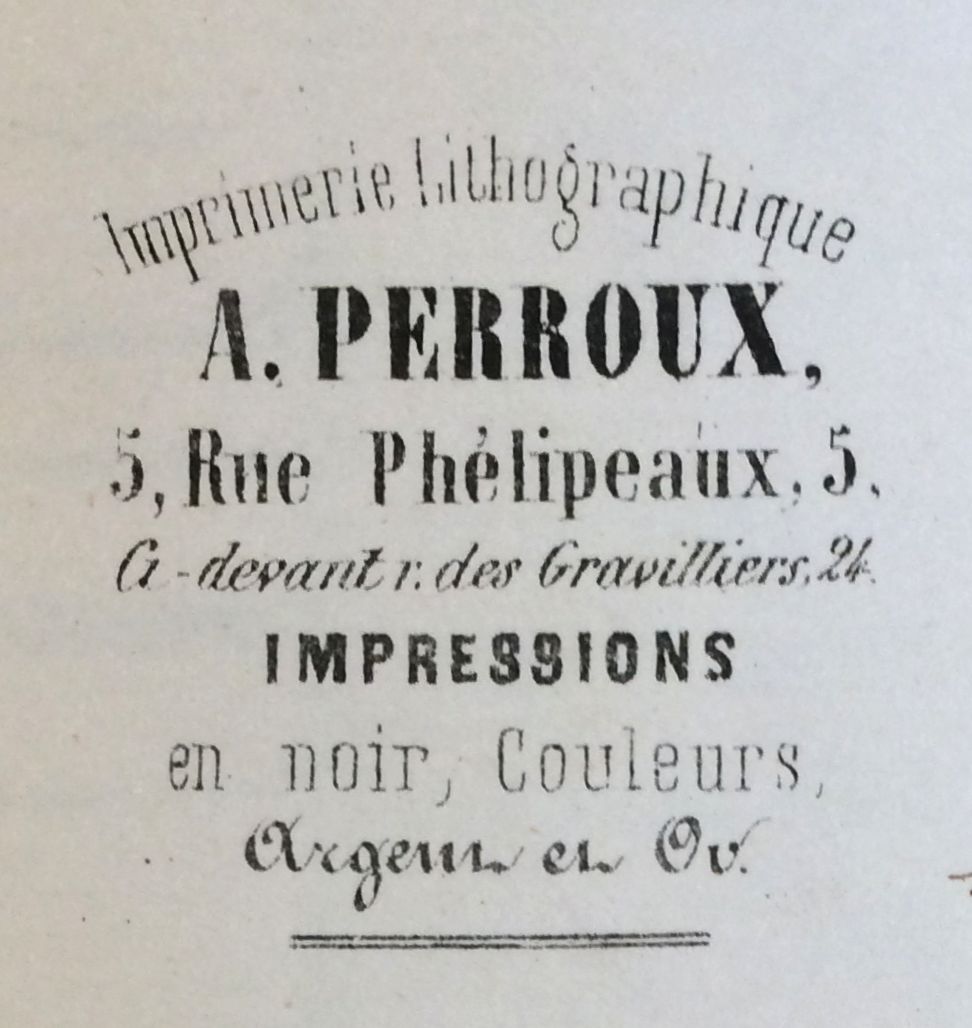 Imprimerie Lithographique
A. PERROUX,
5, Rue Phélipeaux, 5.
Ci-devant r. des Gravilliers, 24.
IMPRESSIONS
en noir, Couleurs,
Argent et Or.